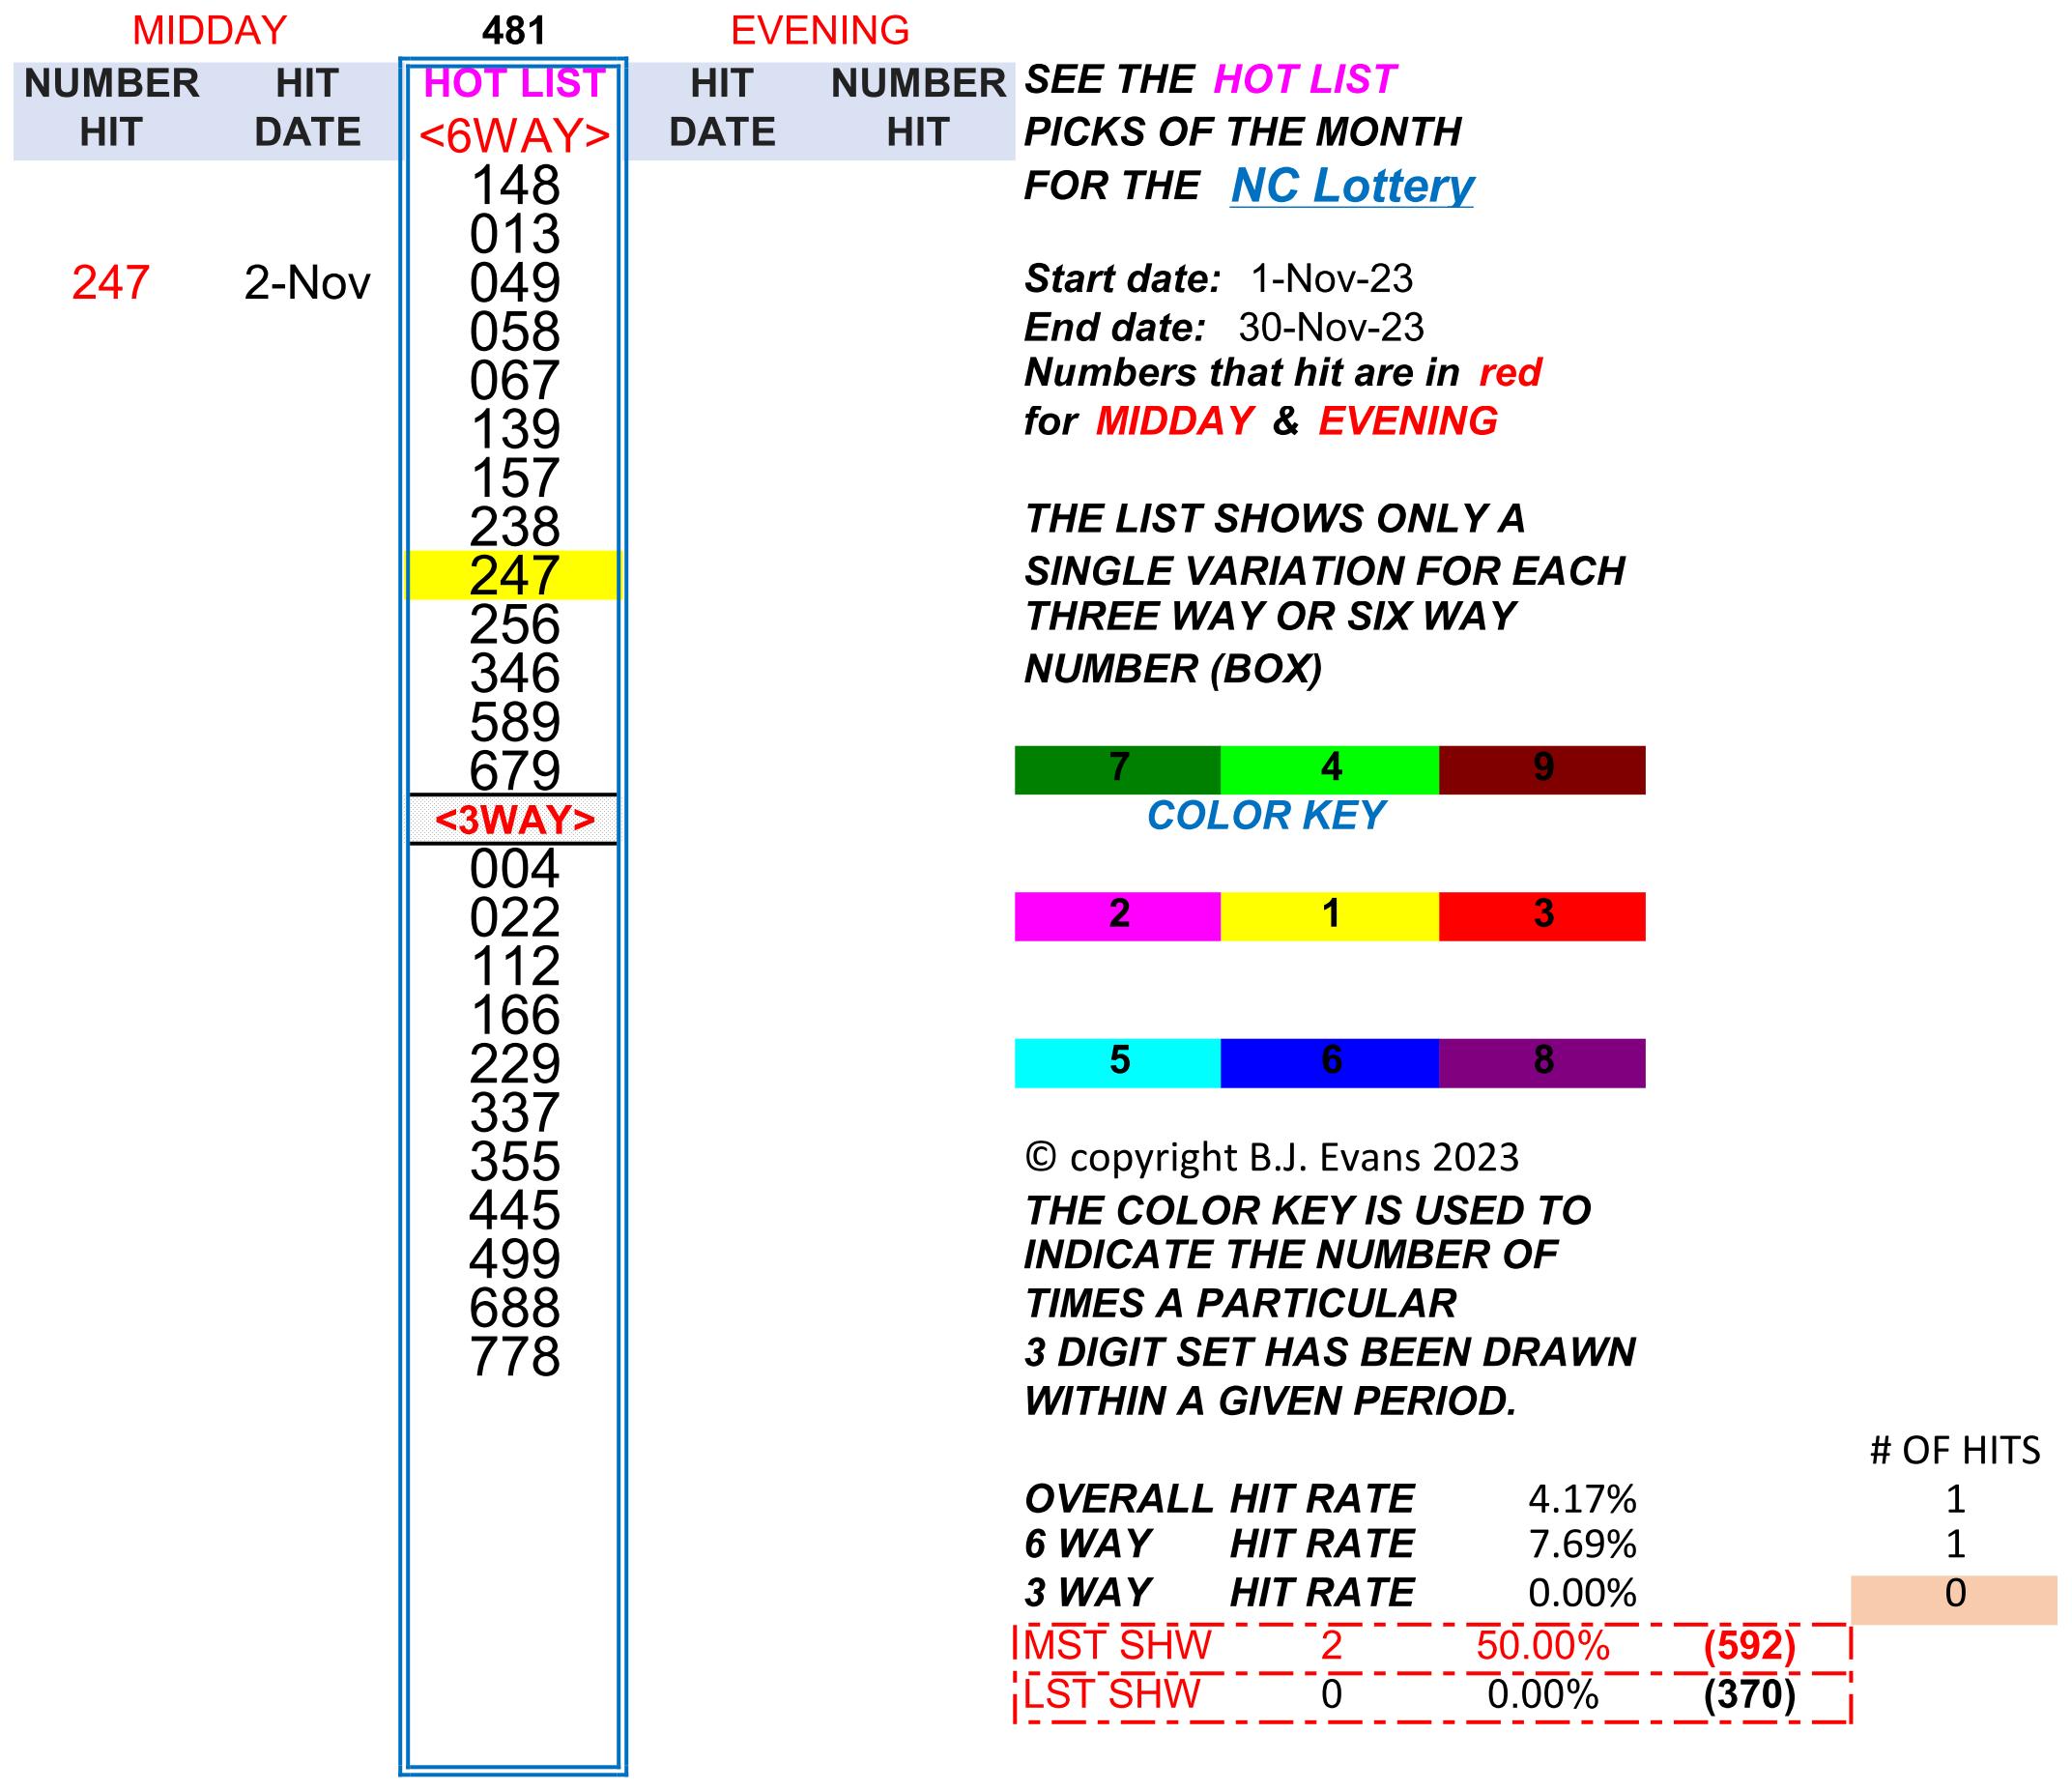 MIDDAY 481 EVENING
NUMBER HIT HOT LIST HIT NUMBER
HIT DATE <6WAY> DATE HIT
148
013
247 2-Nov 049
058
067
139
157
238
247
256
346
589
679
<3WAY>
004
022
112
166
229
337
355
445
499
688
778
SEE THE HOT LIST
PICKS OF THE MONTH
FOR THE NC Lottery
Start date: 1-Nov-23
End date: 30-Nov-23
Numbers that hit are in red
for MIDDAY & EVENING
THE LIST SHOWS ONLY A
SINGLE VARIATION FOR EACH
THREE WAY OR SIX WAY
NUMBER (BOX)
7 4 9
COLOR KEY
2 1 3
5 6 8
© copyright B.J. Evans 2023
THE COLOR KEY IS USED TO
INDICATE THE NUMBER OF
TIMES A PARTICULAR
3 DIGIT SET HAS BEEN DRAWN
WITHIN A GIVEN PERIOD.
# OF HITS
OVERALL HIT RATE 4.17% 1
6 WAY HIT RATE 7.69% 1
3 WAY HIT RATE 0.00% 0
MST SHW 2 50.00% (592)
LST SHW 0 0.00% (370)